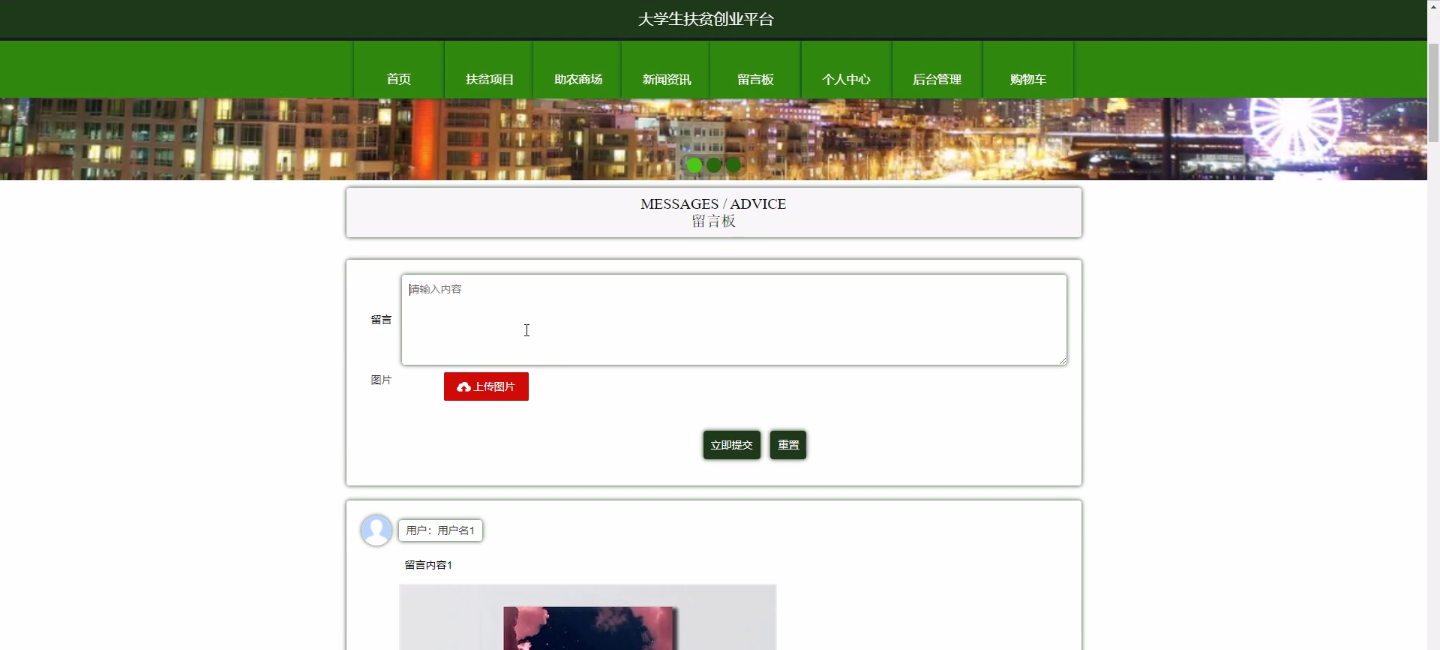 大学生扶贫创业平台
首页 扶贫项目 助农商场 新闻资讯 留言板 个人中心 后台管理 购物车
MESSAGES / ADVICE
留言板
请输入内容
留言
图片
上传图片
立即提交 重置
用户：用户名1
留言内容1